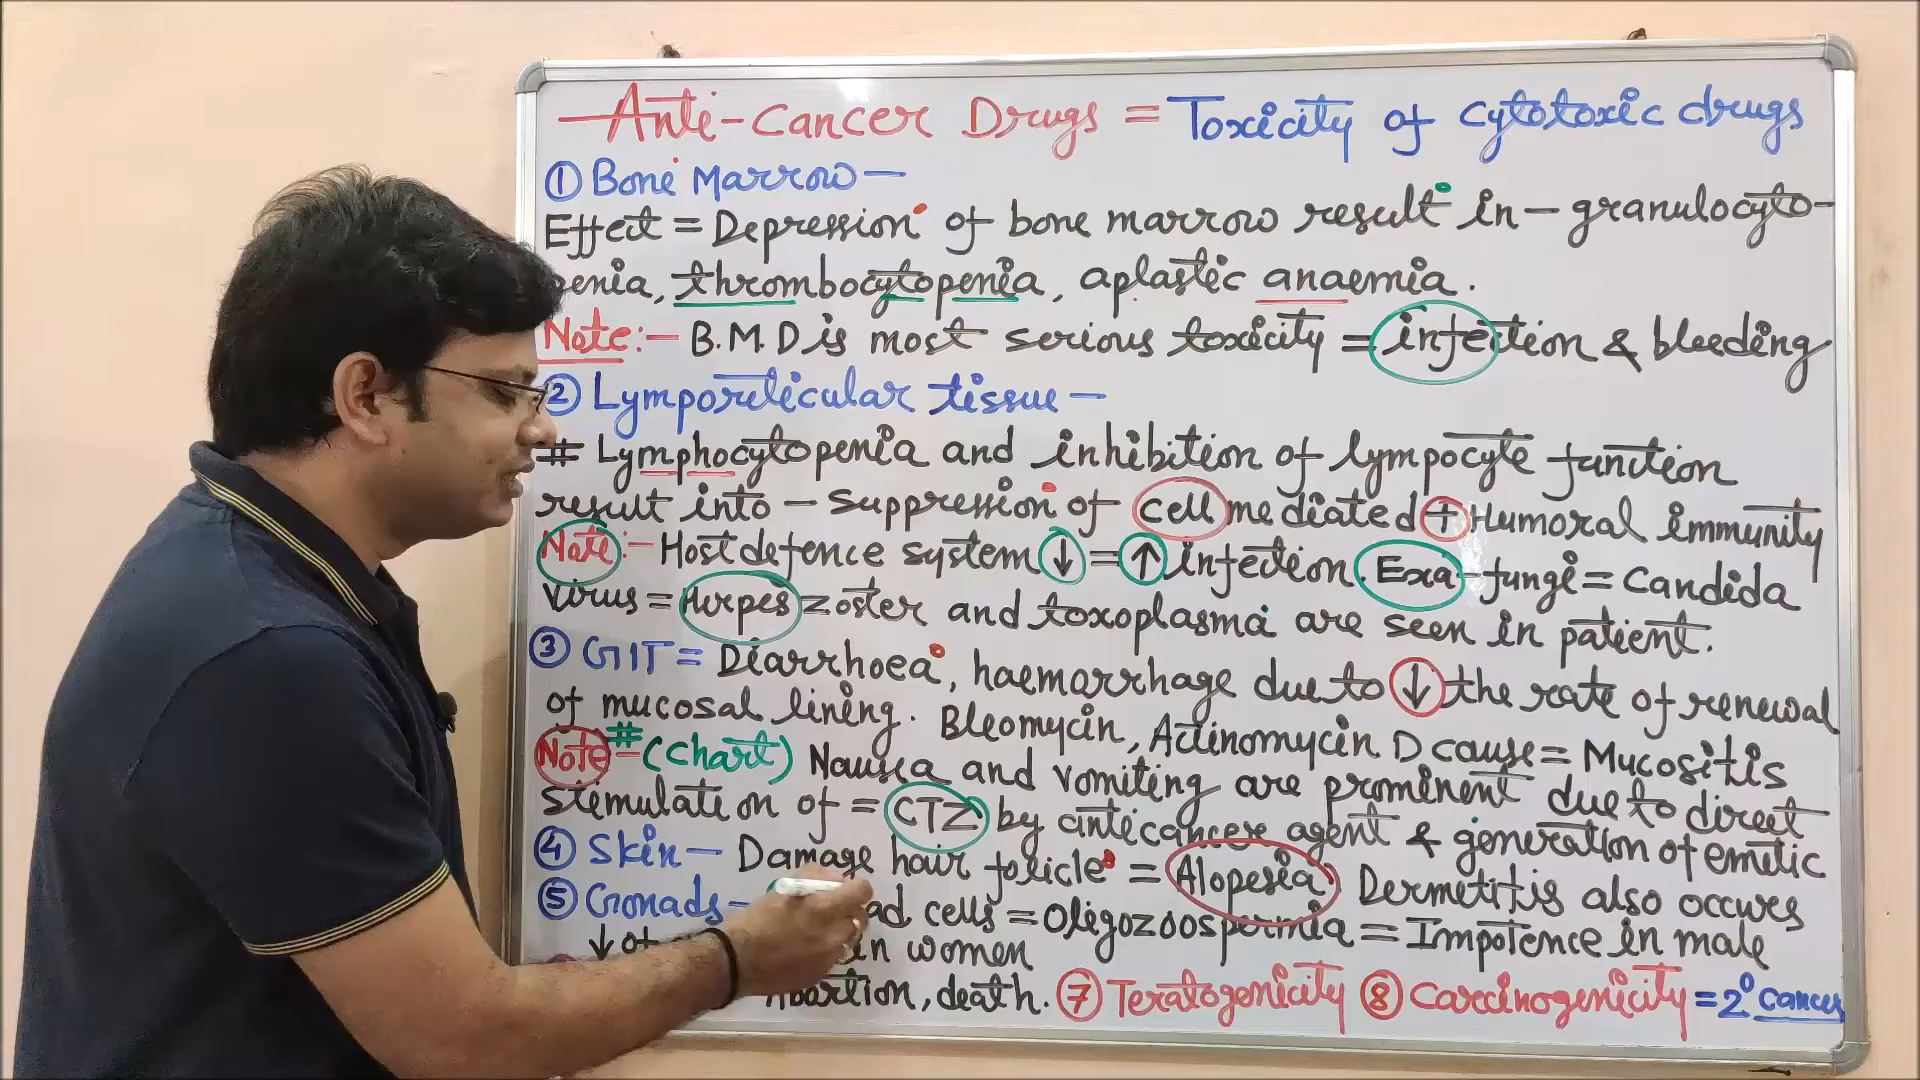 Anti-Cancer Drugs = Toxicity of cytotoxic drugs
① Bone Marrow —
Effect = Depression of bone marrow result in - granulocyto-
penia, thrombocytopenia, aplastic anaemia.
Note:- B.M.D is most serious toxicity = infection & bleeding
② Lymporeticular tissue —
# Lymphocytopenia and inhibition of lympocyte function
result into - suppression of cell mediated + Humoral immunity
Note:- Host defence system ↓ = ↑ infection. Exa - fungi = Candida
virus = Herpes zoster and toxoplasma are seen in patient.
③ GIT = Diarrhoea, haemorrhage due to ↓ the rate of renewal
of mucosal lining. Bleomycin, Actinomycin D cause = Mucositis
Note - # (Chart) Nausea and vomiting are prominent due to direct
stimulation of = CTZ by anticancer agent & generation of emetic
④ Skin - Damage hair folicle = Alopesia Dermetitis also occures
⑤ Gonads - ad cells = Oligozoospermia = Impotence in male
↓ of in women
Abortion, death. ⑦ Teratogenicity ⑧ Carcinogenicity = 2° cancer